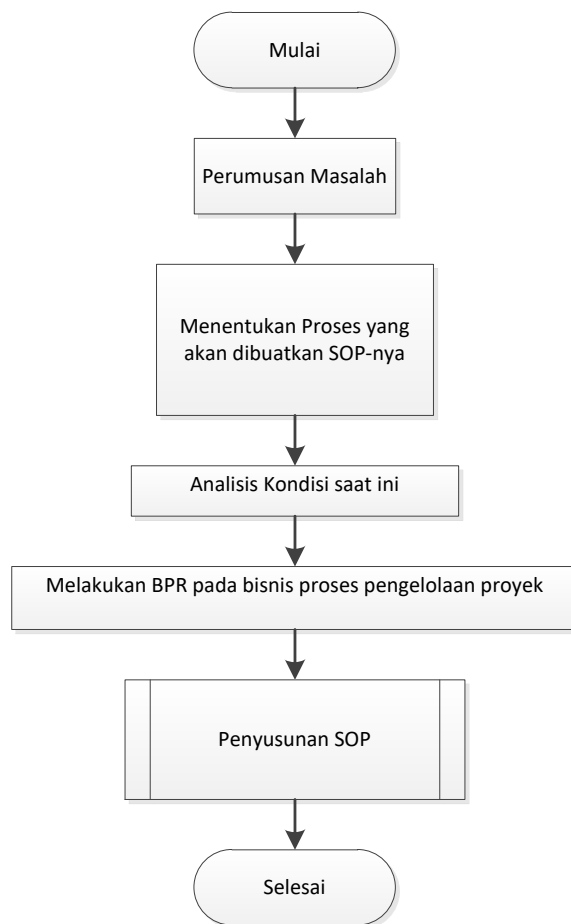 Mulai
Perumusan Masalah
Menentukan Proses yang
akan dibuatkan SOP-nya
Analisis Kondisi saat ini
Melakukan BPR pada bisnis proses pengelolaan proyek
Penyusunan SOP
Selesai